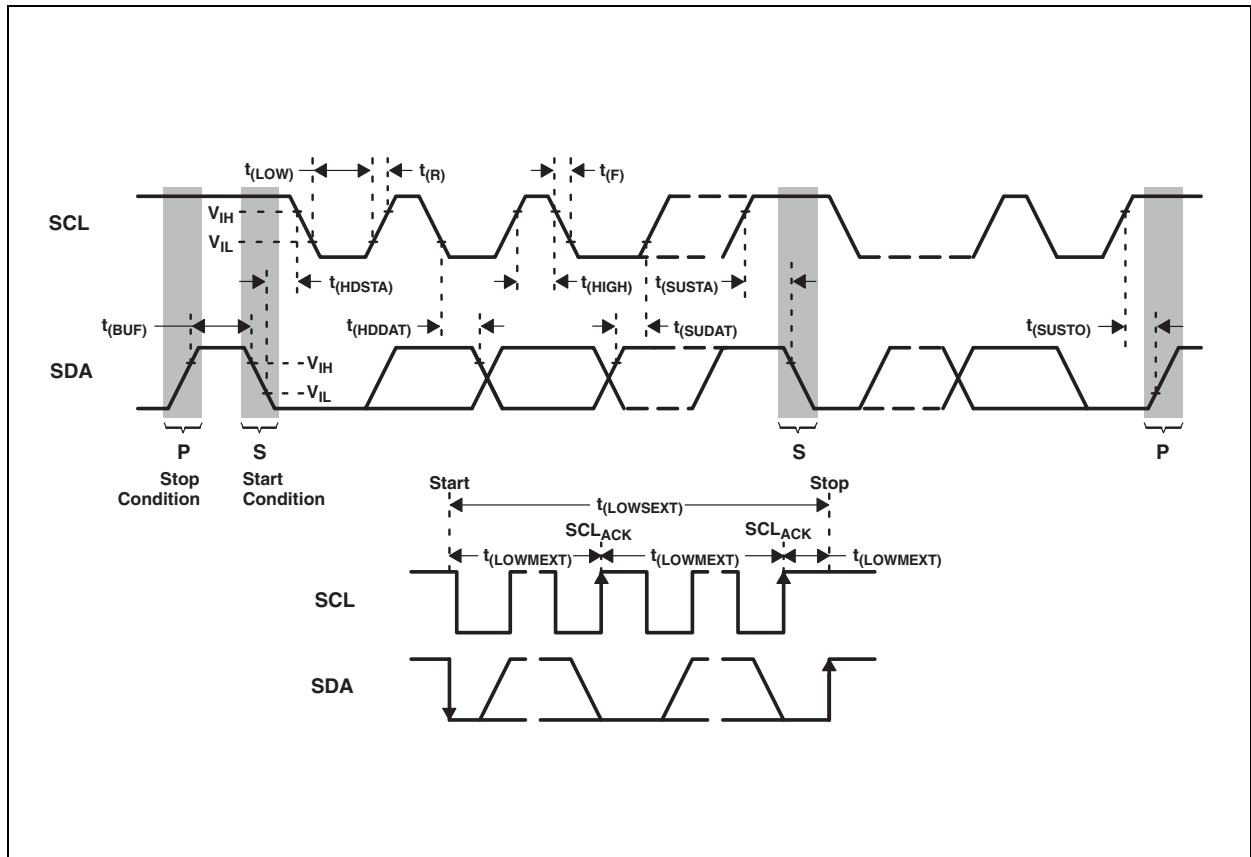 t(LOW) t(R) t(F)
SCL
VIH
VIL
t(HDSTA) t(HIGH) t(SUSTA)
t(BUF) t(HDDAT) t(SUDAT) t(SUSTO)
SDA
VIH
VIL
P S S P
Stop Condition
Start Condition
Start Stop
t(LOWSEXT)
SCLACK SCLACK
t(LOWMEXT) t(LOWMEXT) t(LOWMEXT)
SCL
SDA